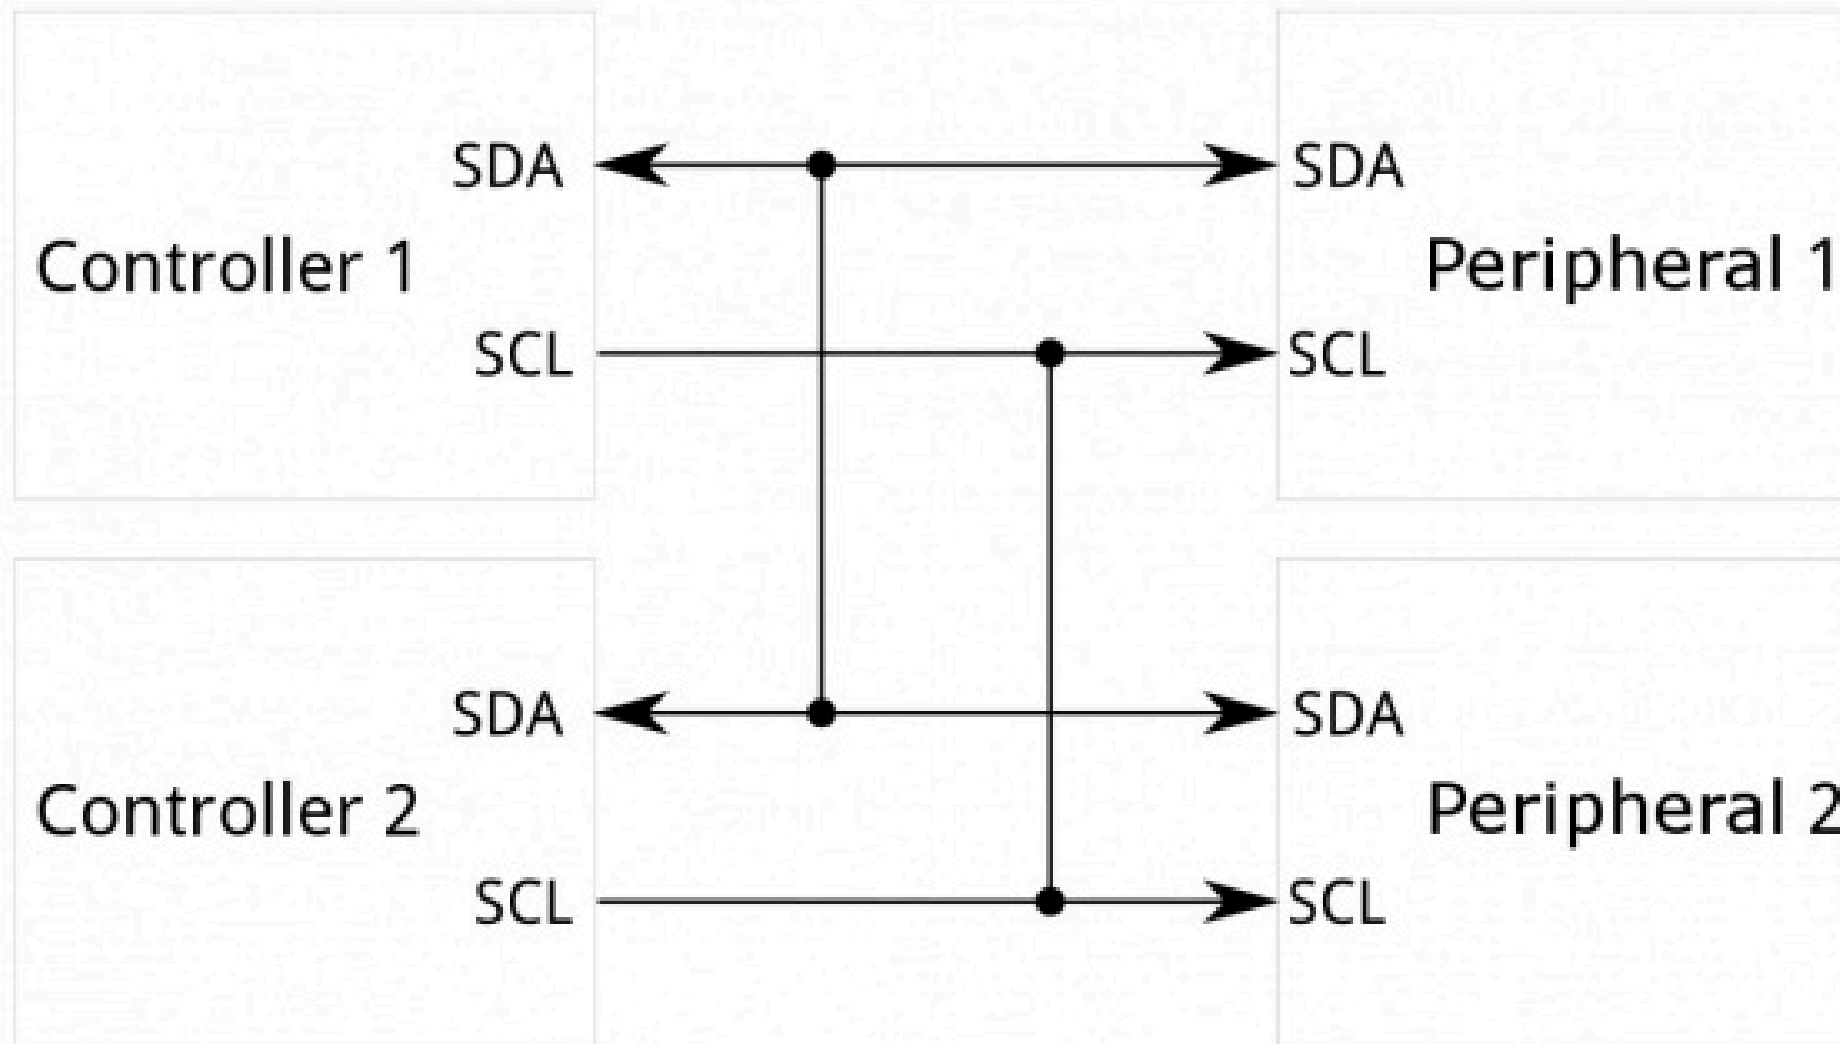 SDA SDA
Controller 1 Peripheral 1
SCL SCL
SDA SDA
Controller 2 Peripheral 2
SCL SCL